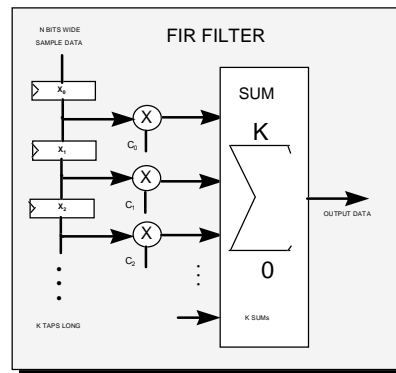 FIR FILTER
N BITS WIDE
SAMPLE DATA
X₀
X
C₀
X₁
X
C₁
X₂
X
C₂
SUM
K
0
OUTPUT DATA
K TAPS LONG
K SUMs